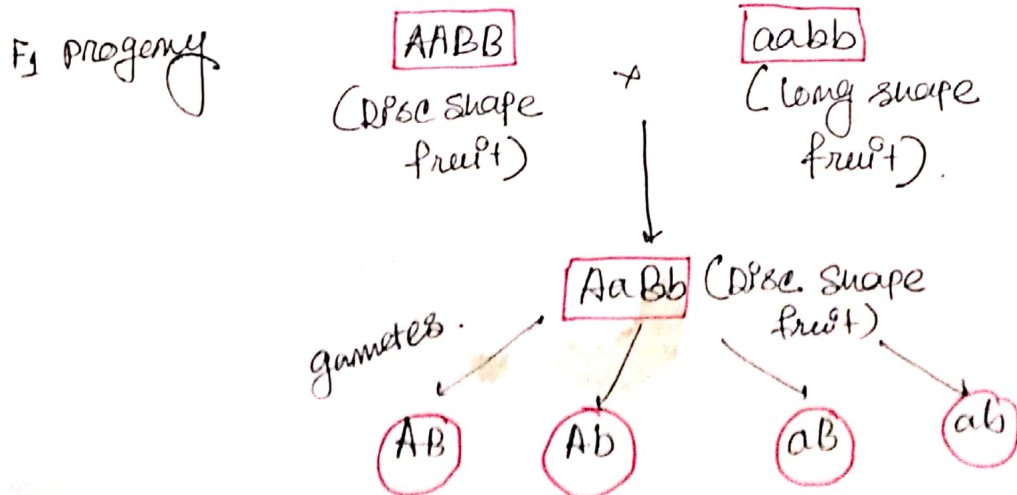 F1 progeny
AABB
x
aabb
(Disc shape
fruit)
(long shape
fruit).
AaBb (Disc. Shape
fruit)
gametes.
AB
Ab
aB
ab